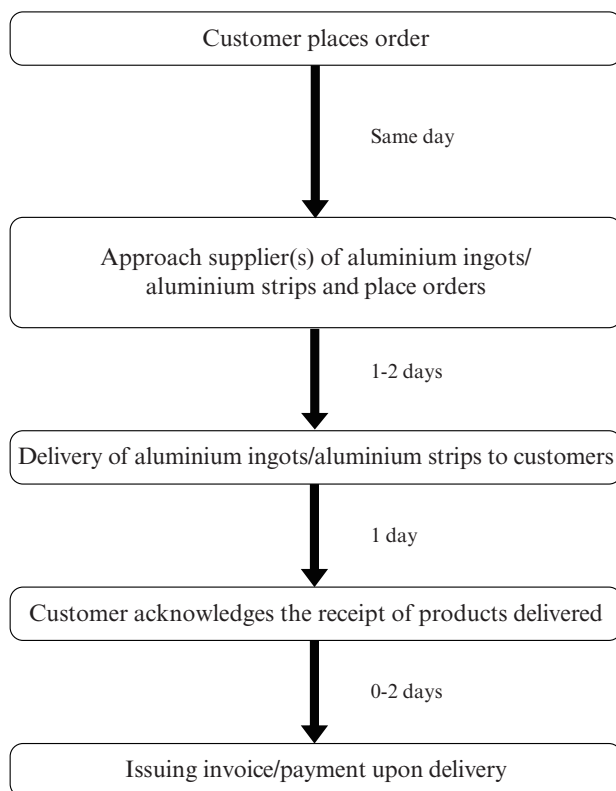 Customer places order
Same day
Approach supplier(s) of aluminium ingots/
aluminium strips and place orders
1-2 days
Delivery of aluminium ingots/aluminium strips to customers
1 day
Customer acknowledges the receipt of products delivered
0-2 days
Issuing invoice/payment upon delivery